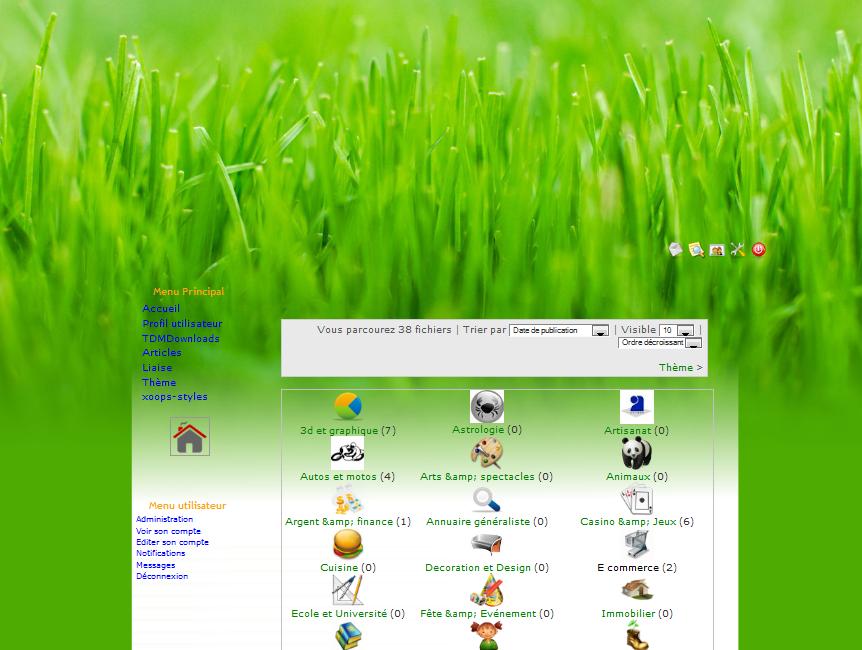 Menu Principal
Accueil
Profil utilisateur
TDMDownloads
Articles
Liaise
Thème
xoops-styles
Menu utilisateur
Administration
Voir son compte
Editer son compte
Notifications
Messages
Déconnexion
Vous parcourez 38 fichiers | Trier par Date de publication | Visible 10 |
Ordre décroissant
Thème >
3d et graphique (7)
Astrologie (0)
Artisanat (0)
Autos et motos (4)
Arts &amp; spectacles (0)
Animaux (0)
Argent &amp; finance (1)
Annuaire généraliste (0)
Casino &amp; Jeux (6)
Cuisine (0)
Decoration et Design (0)
E commerce (2)
Ecole et Université (0)
Fête &amp; Evénement (0)
Immobilier (0)